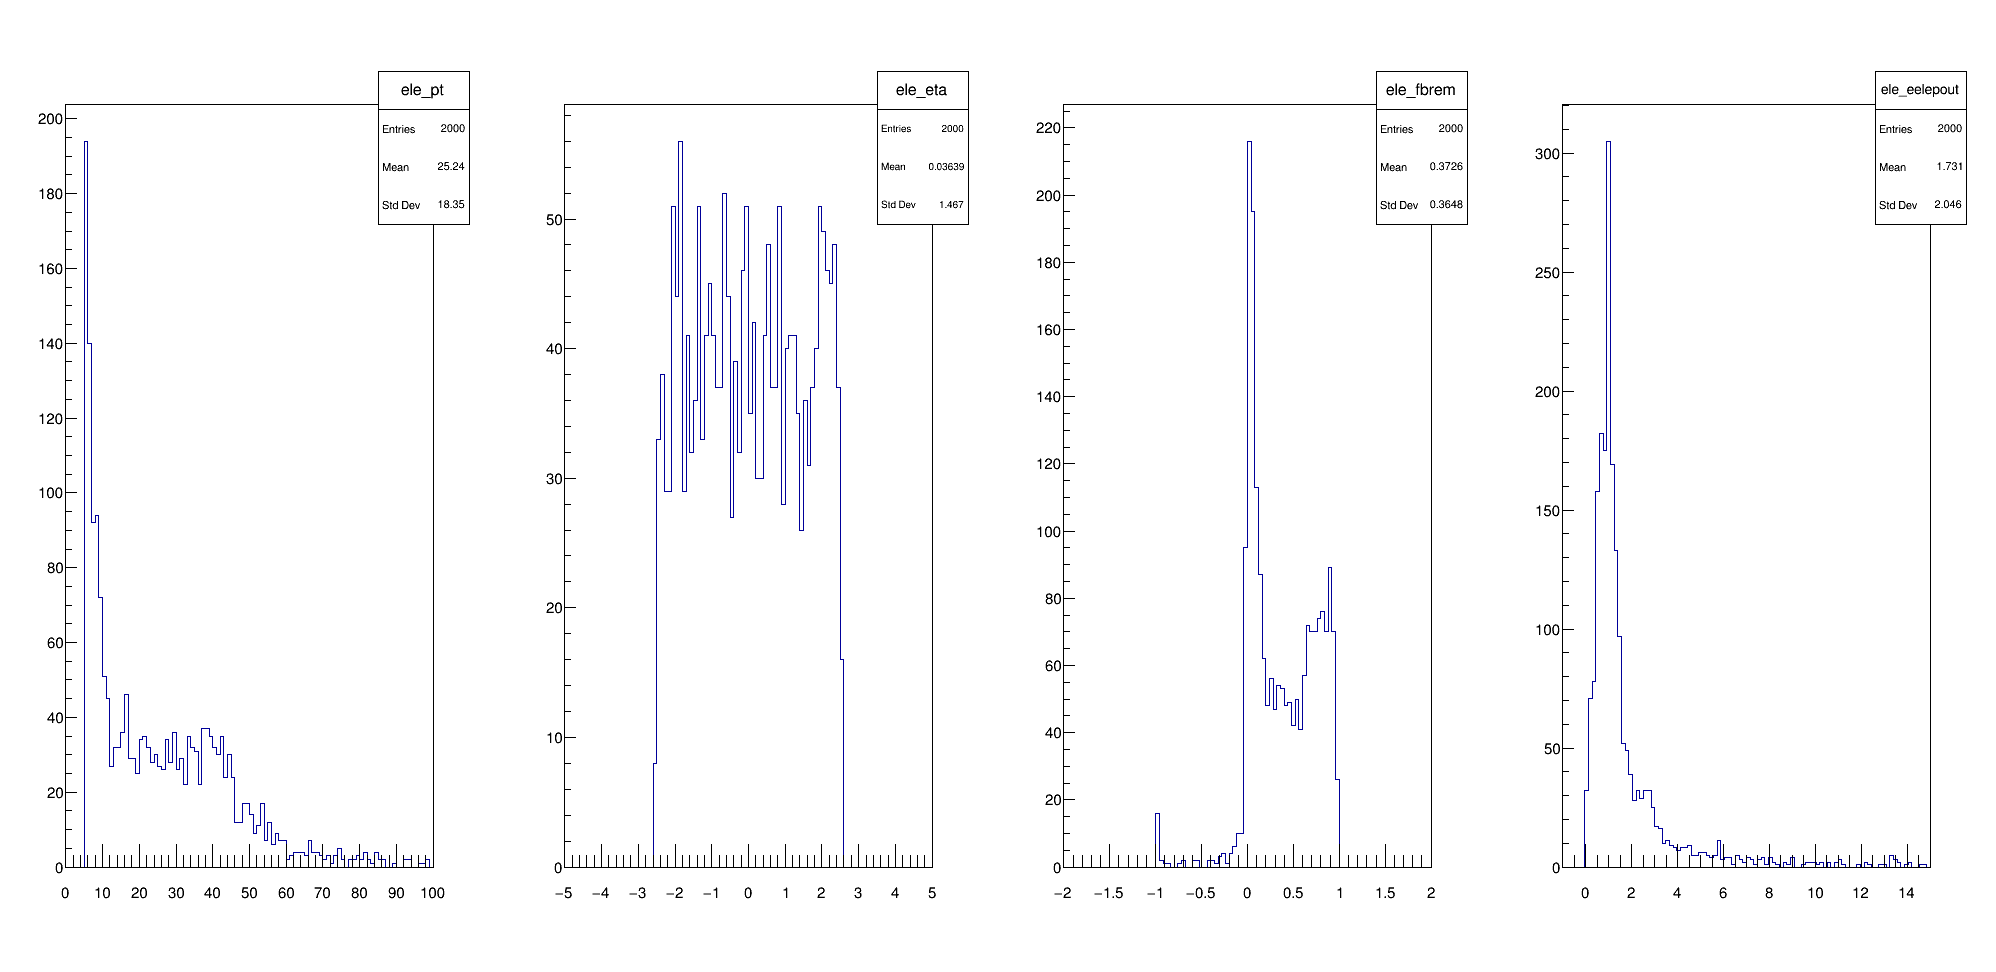 ele_pt
Entries 2000
Mean 25.24
Std Dev 18.35
200
180
160
140
120
100
80
60
40
20
0
0 10 20 30 40 50 60 70 80 90 100
ele_eta
Entries 2000
Mean 0.03639
Std Dev 1.467
50
40
30
20
10
0
−5 −4 −3 −2 −1 0 1 2 3 4 5
ele_fbrem
Entries 2000
Mean 0.3726
Std Dev 0.3648
220
200
180
160
140
120
100
80
60
40
20
0
−2 −1.5 −1 −0.5 0 0.5 1 1.5 2
ele_eelepout
Entries 2000
Mean 1.731
Std Dev 2.046
300
250
200
150
100
50
0
0 2 4 6 8 10 12 14